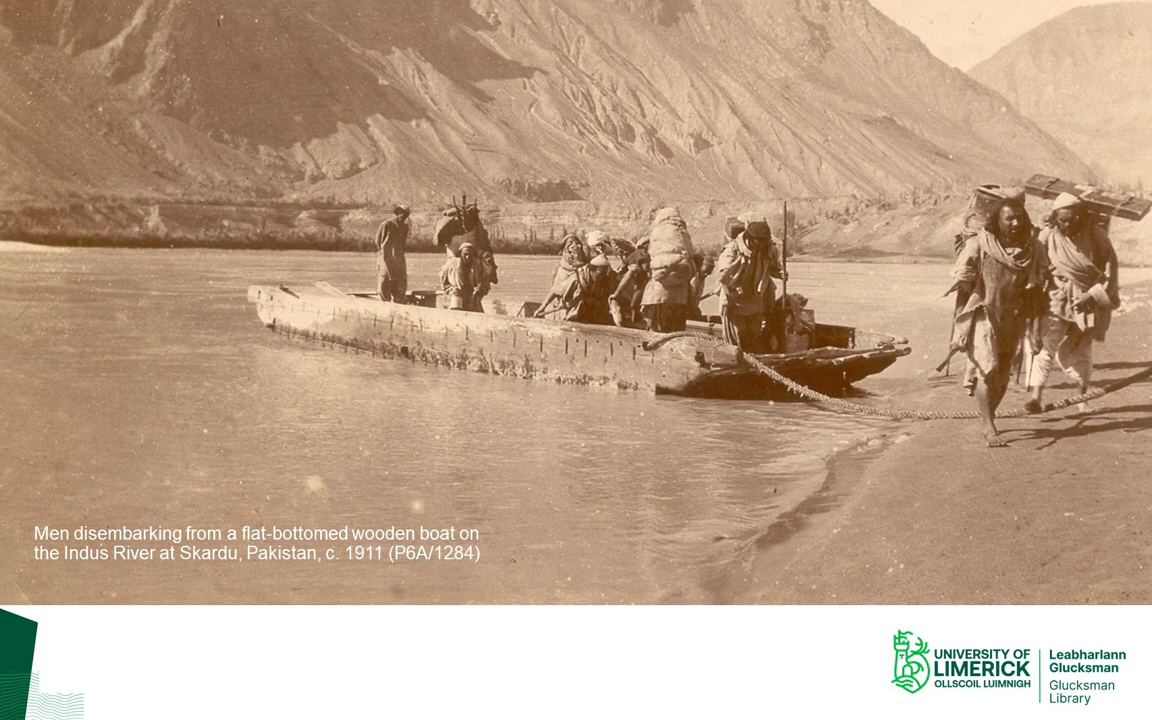 Men disembarking from a flat-bottomed wooden boat on
the Indus River at Skardu, Pakistan, c. 1911 (P6A/1284)
UNIVERSITY OF
LIMERICK
OLLSCOIL LUIMNIGH
Leabharlann
Glucksman
Glucksman
Library